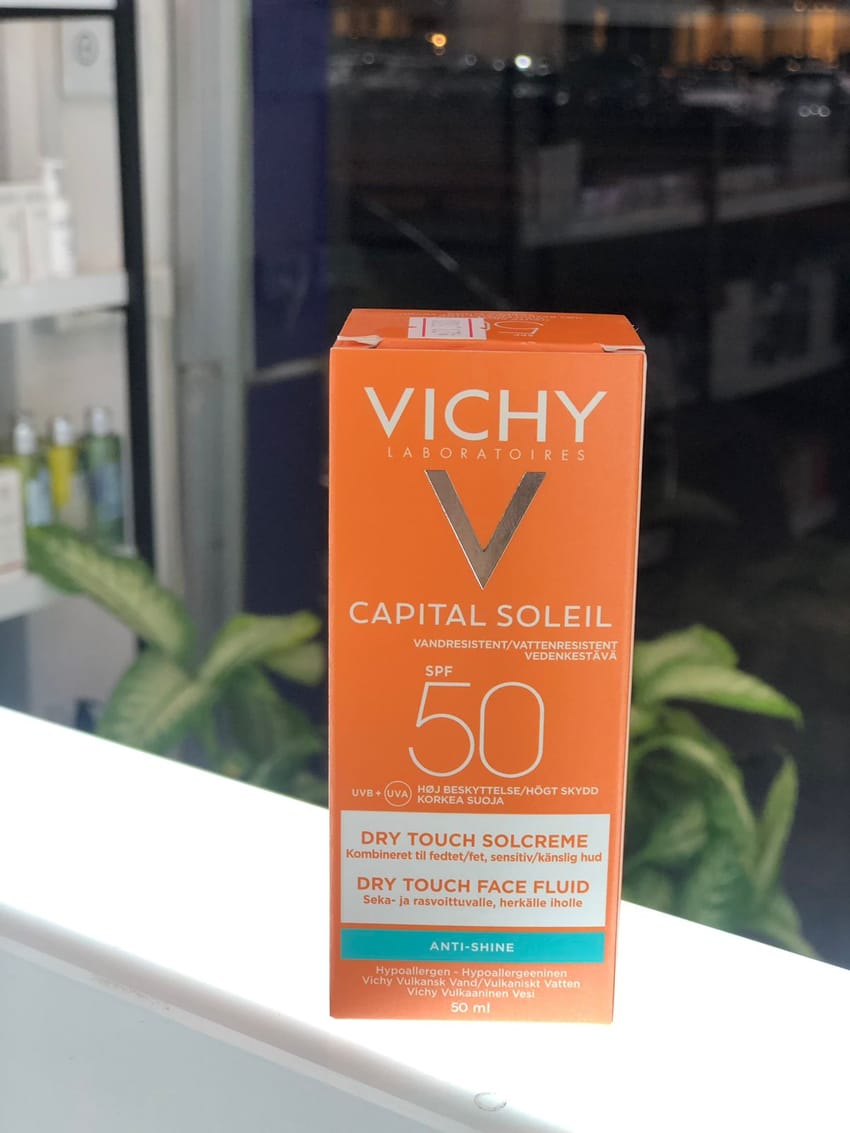 VICHY
LABORATOIRES
CAPITAL SOLEIL
VANDRESISTENT/VATTENRESISTENT
VEDENKESTÄVÄ
SPF
50
UVB + UVA HØJ BESKYTTELSE/HÖGT SKYDD
KORKEA SUOJA
DRY TOUCH SOLCREME
Kombineret til fedtet/fet, sensitiv/känslig hud
DRY TOUCH FACE FLUID
Seka- ja rasvoittuvalle, herkälle iholle
ANTI-SHINE
Hypoallergen - Hypoallergeeninen
Vichy Vulkansk Vand/Vulkaniskt Vatten
Vichy Vulkaaninen Vesi
50 ml